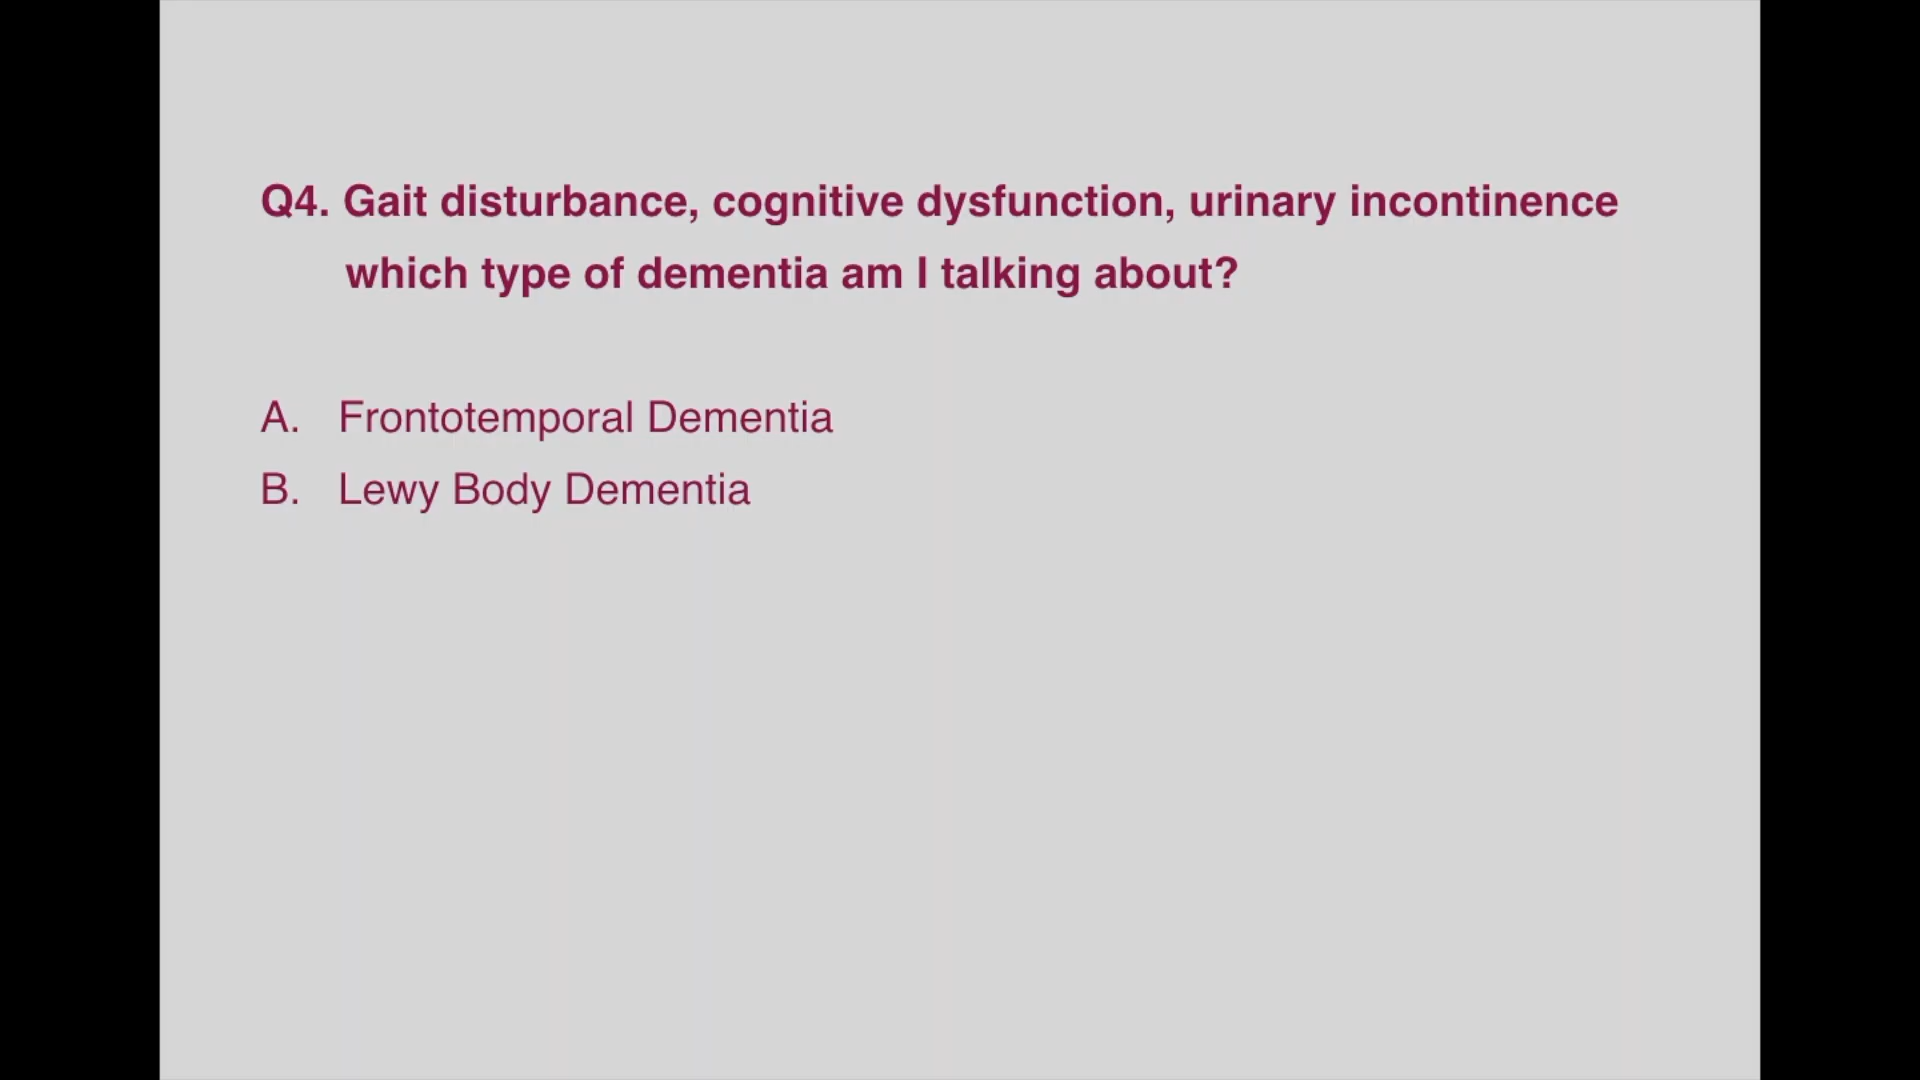 Q4. Gait disturbance, cognitive dysfunction, urinary incontinence
which type of dementia am I talking about?
A. Frontotemporal Dementia
B. Lewy Body Dementia